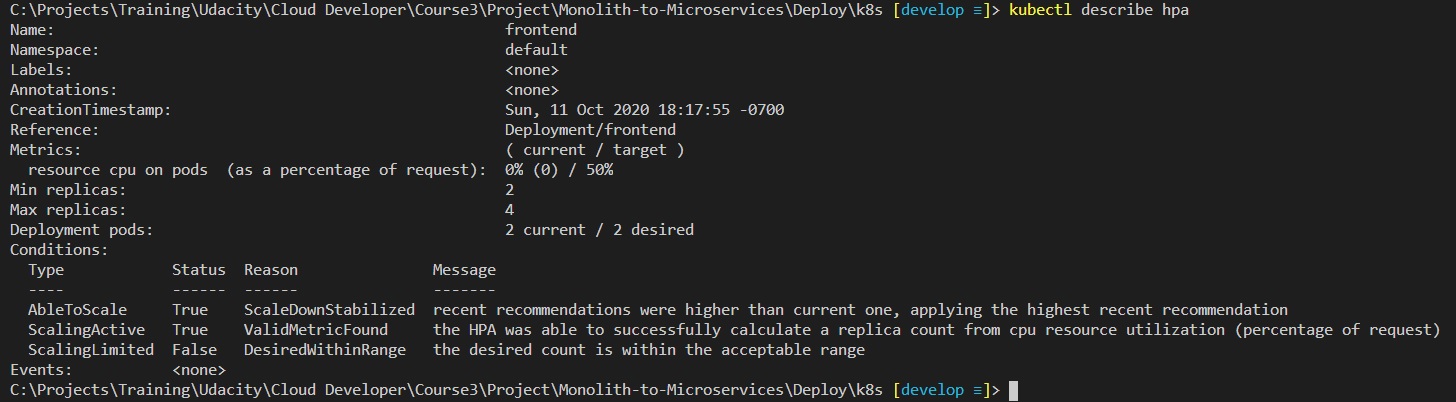 C:\Projects\Training\Udacity\Cloud Developer\Course3\Project\Monolith-to-Microservices\Deploy\k8s [develop ≡]> kubectl describe hpa
Name: frontend
Namespace: default
Labels: <none>
Annotations: <none>
CreationTimestamp: Sun, 11 Oct 2020 18:17:55 -0700
Reference: Deployment/frontend
Metrics: ( current / target )
  resource cpu on pods  (as a percentage of request):  0% (0) / 50%
Min replicas: 2
Max replicas: 4
Deployment pods: 2 current / 2 desired
Conditions:
  Type            Status  Reason              Message
  ----            ------  ------              -------
  AbleToScale     True    ScaleDownStabilized  recent recommendations were higher than current one, applying the highest recent recommendation
  ScalingActive   True    ValidMetricFound    the HPA was able to successfully calculate a replica count from cpu resource utilization (percentage of request)
  ScalingLimited  False   DesiredWithinRange  the desired count is within the acceptable range
Events:           <none>
C:\Projects\Training\Udacity\Cloud Developer\Course3\Project\Monolith-to-Microservices\Deploy\k8s [develop ≡]>